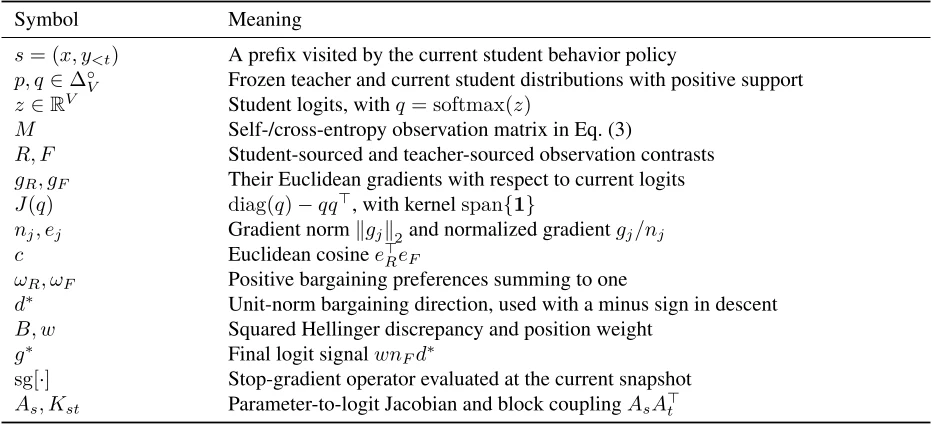 Symbol Meaning
s = (x, y<t) A prefix visited by the current student behavior policy
p, q ∈ Δ°_V Frozen teacher and current student distributions with positive support
z ∈ ℝ^V Student logits, with q = softmax(z)
M Self-/cross-entropy observation matrix in Eq. (3)
R, F Student-sourced and teacher-sourced observation contrasts
g_R, g_F Their Euclidean gradients with respect to current logits
J(q) diag(q) − qq^⊤, with kernel span{1}
n_j, e_j Gradient norm ‖g_j‖_2 and normalized gradient g_j/n_j
c Euclidean cosine e_R^⊤ e_F
ω_R, ω_F Positive bargaining preferences summing to one
d* Unit-norm bargaining direction, used with a minus sign in descent
B, w Squared Hellinger discrepancy and position weight
g* Final logit signal wn_F d*
sg[·] Stop-gradient operator evaluated at the current snapshot
A_s, K_st Parameter-to-logit Jacobian and block coupling A_s A_t^⊤